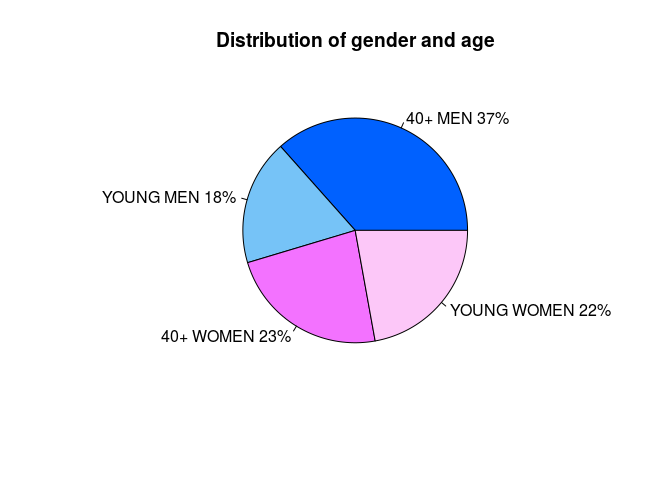 Distribution of gender and age
40+ MEN 37%
YOUNG MEN 18%
YOUNG WOMEN 22%
40+ WOMEN 23%